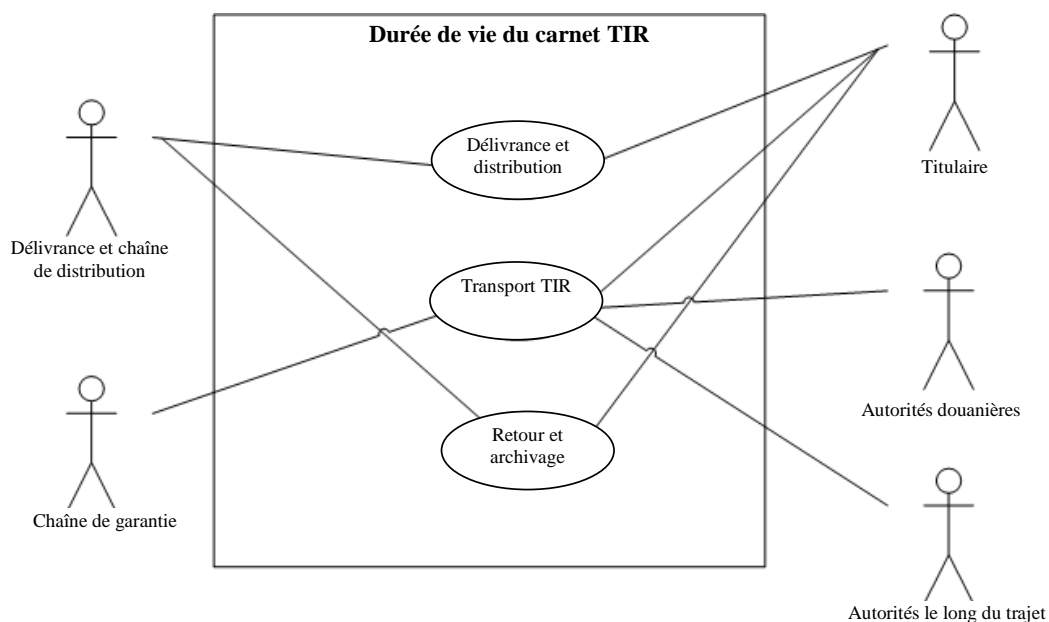 Durée de vie du carnet TIR
Délivrance et
distribution
Titulaire
Délivrance et chaîne
de distribution
Transport TIR
Autorités douanières
Retour et
archivage
Chaîne de garantie
Autorités le long du trajet